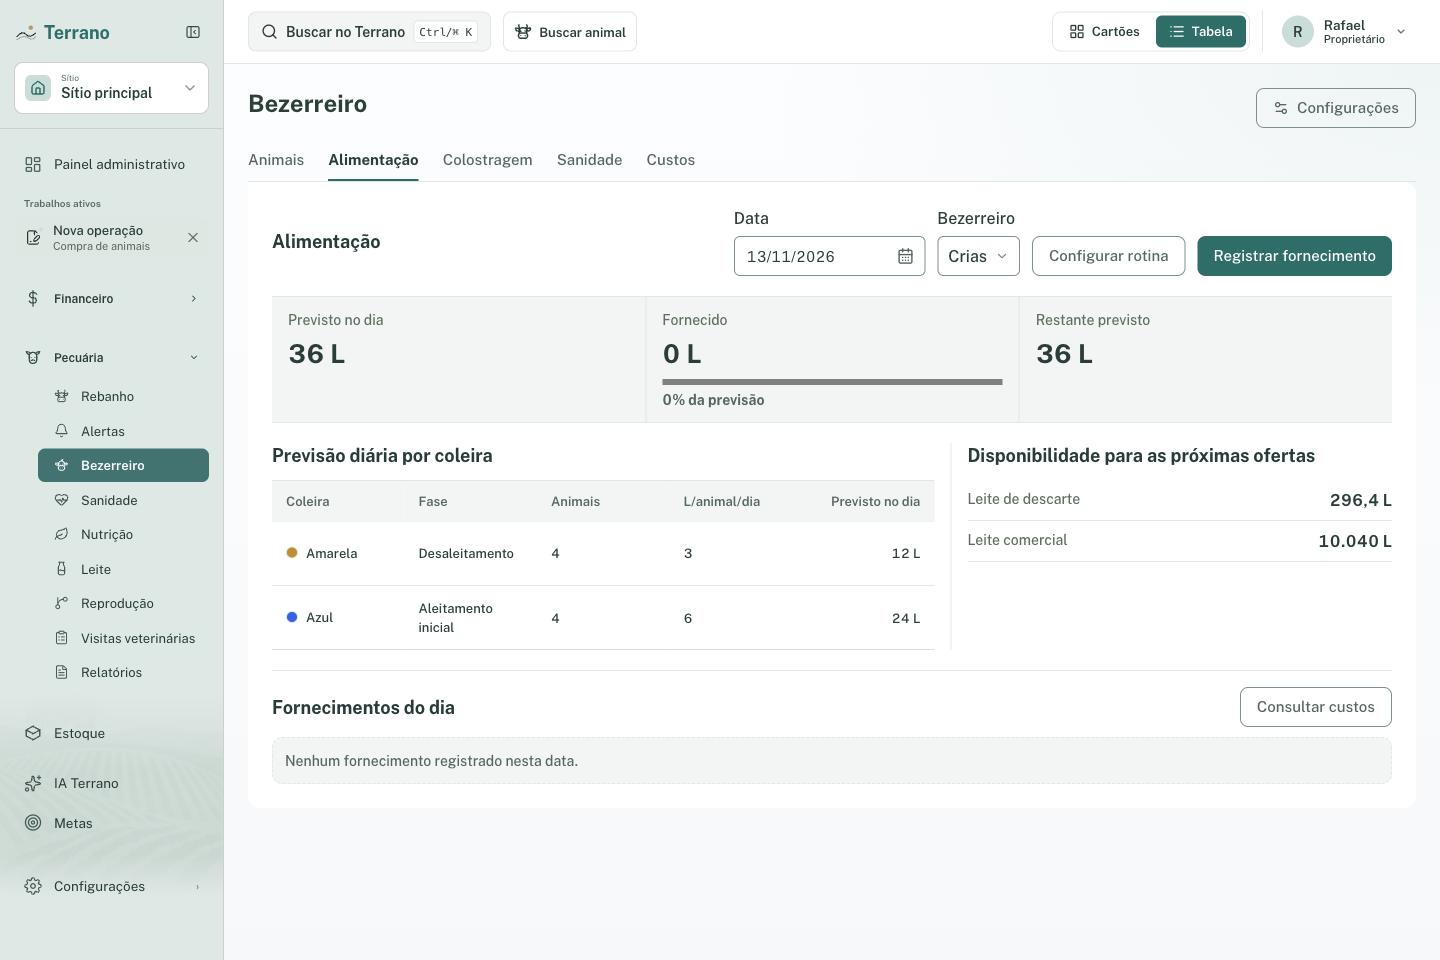 Terrano
Sítio
Sítio principal
Painel administrativo
Trabalhos ativos
Nova operação
Compra de animais
Financeiro
Pecuária
Rebanho
Alertas
Bezerreiro
Sanidade
Nutrição
Leite
Reprodução
Visitas veterinárias
Relatórios
Estoque
IA Terrano
Metas
Configurações
Buscar no Terrano Ctrl/⌘ K
Buscar animal
Cartões
Tabela
R
Rafael
Proprietário
Bezerreiro
Configurações
Animais Alimentação Colostragem Sanidade Custos
Alimentação
Data
13/11/2026
Bezerreiro
Crias
Configurar rotina
Registrar fornecimento
Previsto no dia
36 L
Fornecido
0 L
0% da previsão
Restante previsto
36 L
Previsão diária por coleira
Coleira Fase Animais L/animal/dia Previsto no dia
Amarela Desaleitamento 4 3 12 L
Azul Aleitamento inicial 4 6 24 L
Disponibilidade para as próximas ofertas
Leite de descarte 296,4 L
Leite comercial 10.040 L
Fornecimentos do dia
Consultar custos
Nenhum fornecimento registrado nesta data.